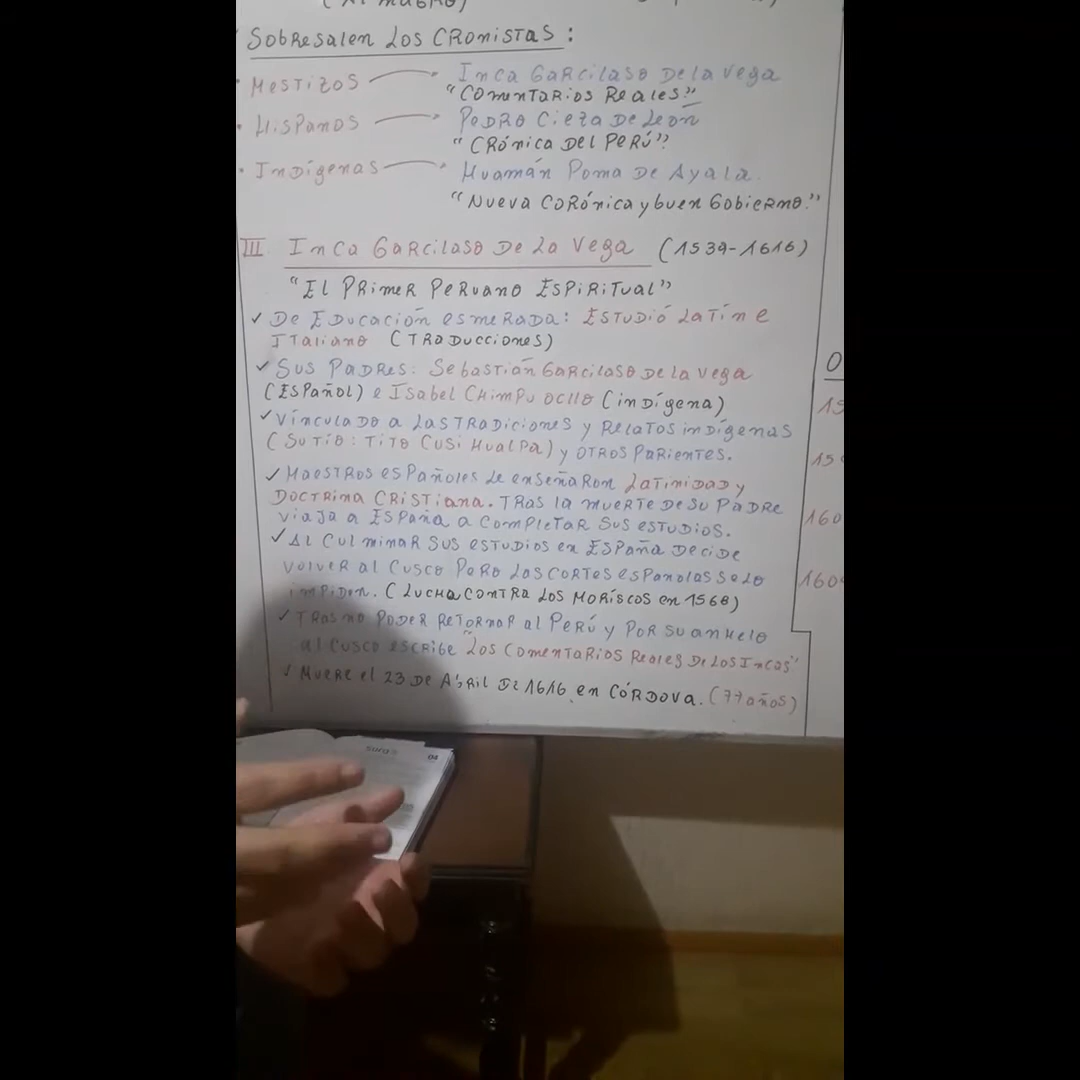 (Almagro)
Sobresalen los cronistas:
• Mestizos → Inca Garcilaso de la Vega
"Comentarios Reales."
• Hispanos → Pedro Cieza de León
"Crónica del Perú"?
• Indígenas → Huamán Poma de Ayala.
"Nueva Corónica y buen Gobierno."
III Inca Garcilaso de la Vega (1539-1616)
"El primer peruano espiritual"
✓ De educación esmerada: estudió latín e
italiano (traducciones)
✓ Sus padres: Sebastián Garcilaso de la Vega
(español) e Isabel Chimpu Ocllo (indígena)
✓ Vinculado a las tradiciones y relatos indígenas
(su tío: Tito Cusi Hualpa) y otros parientes.
✓ Maestros españoles le enseñaron latinidad y
doctrina cristiana. Tras la muerte de su padre
viaja a España a completar sus estudios.
✓ Al culminar sus estudios en España decide
volver al Cusco pero las cortes españolas se lo
impiden. (Lucha contra los moriscos en 1568)
✓ Tras no poder retornar al Perú y por su anhelo
al Cusco escribe "Los Comentarios Reales de los Incas"
✓ Muere el 23 de Abril de 1616 en Córdova. (77 años)
O
15
15
160
160
04